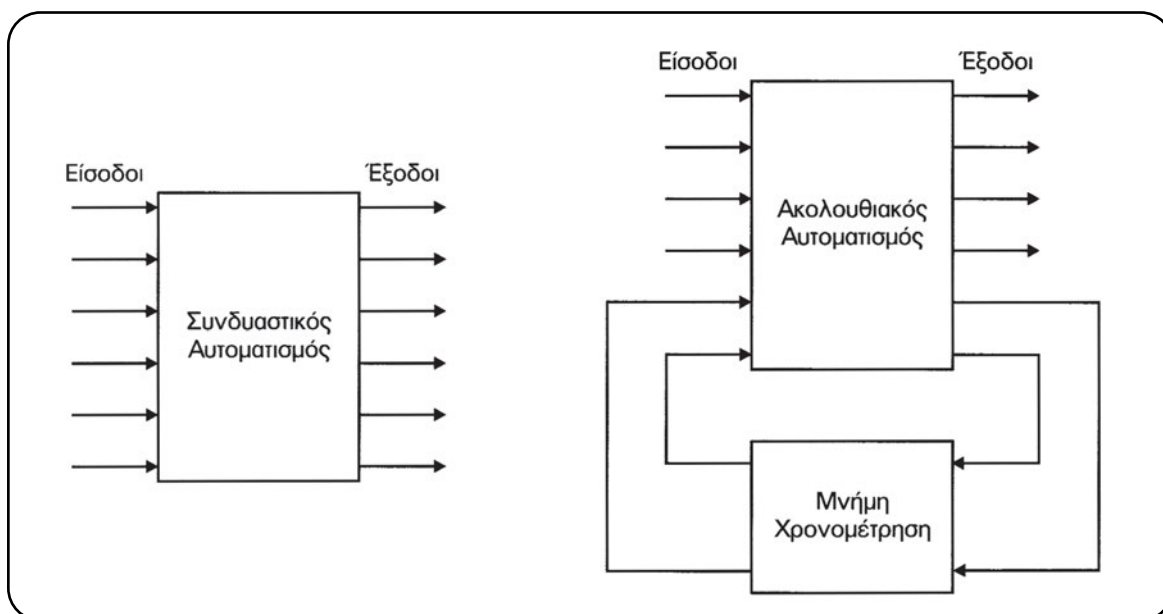 Είσοδοι
Έξοδοι
Συνδυαστικός
Αυτοματισμός
Είσοδοι
Έξοδοι
Ακολουθιακός
Αυτοματισμός
Μνήμη
Χρονομέτρηση